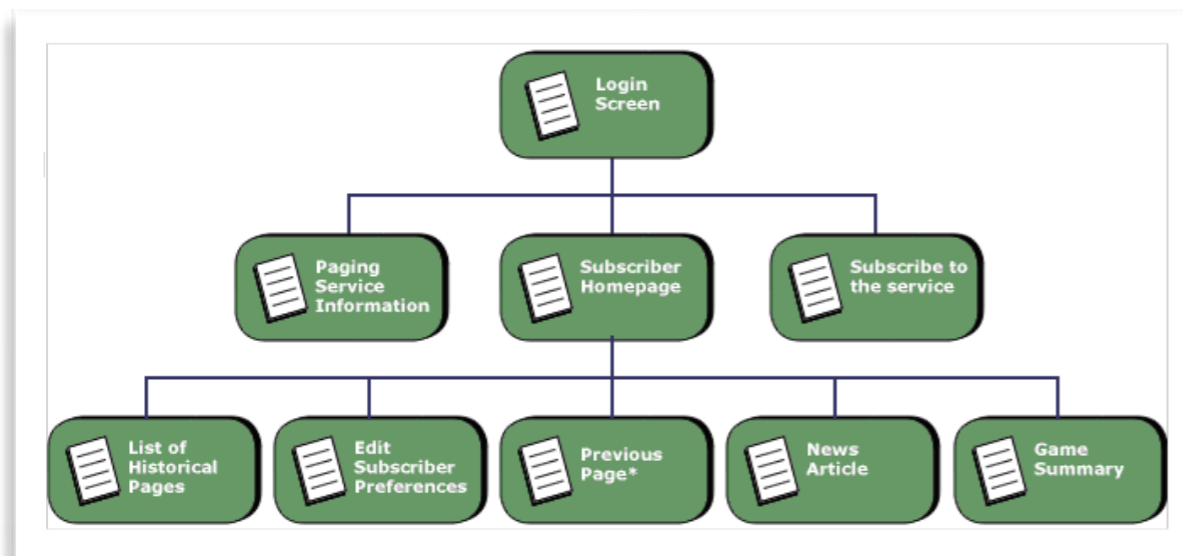 Login
Screen
Paging
Service
Information
Subscriber
Homepage
Subscribe to
the service
List of
Historical
Pages
Edit
Subscriber
Preferences
Previous
Page*
News
Article
Game
Summary